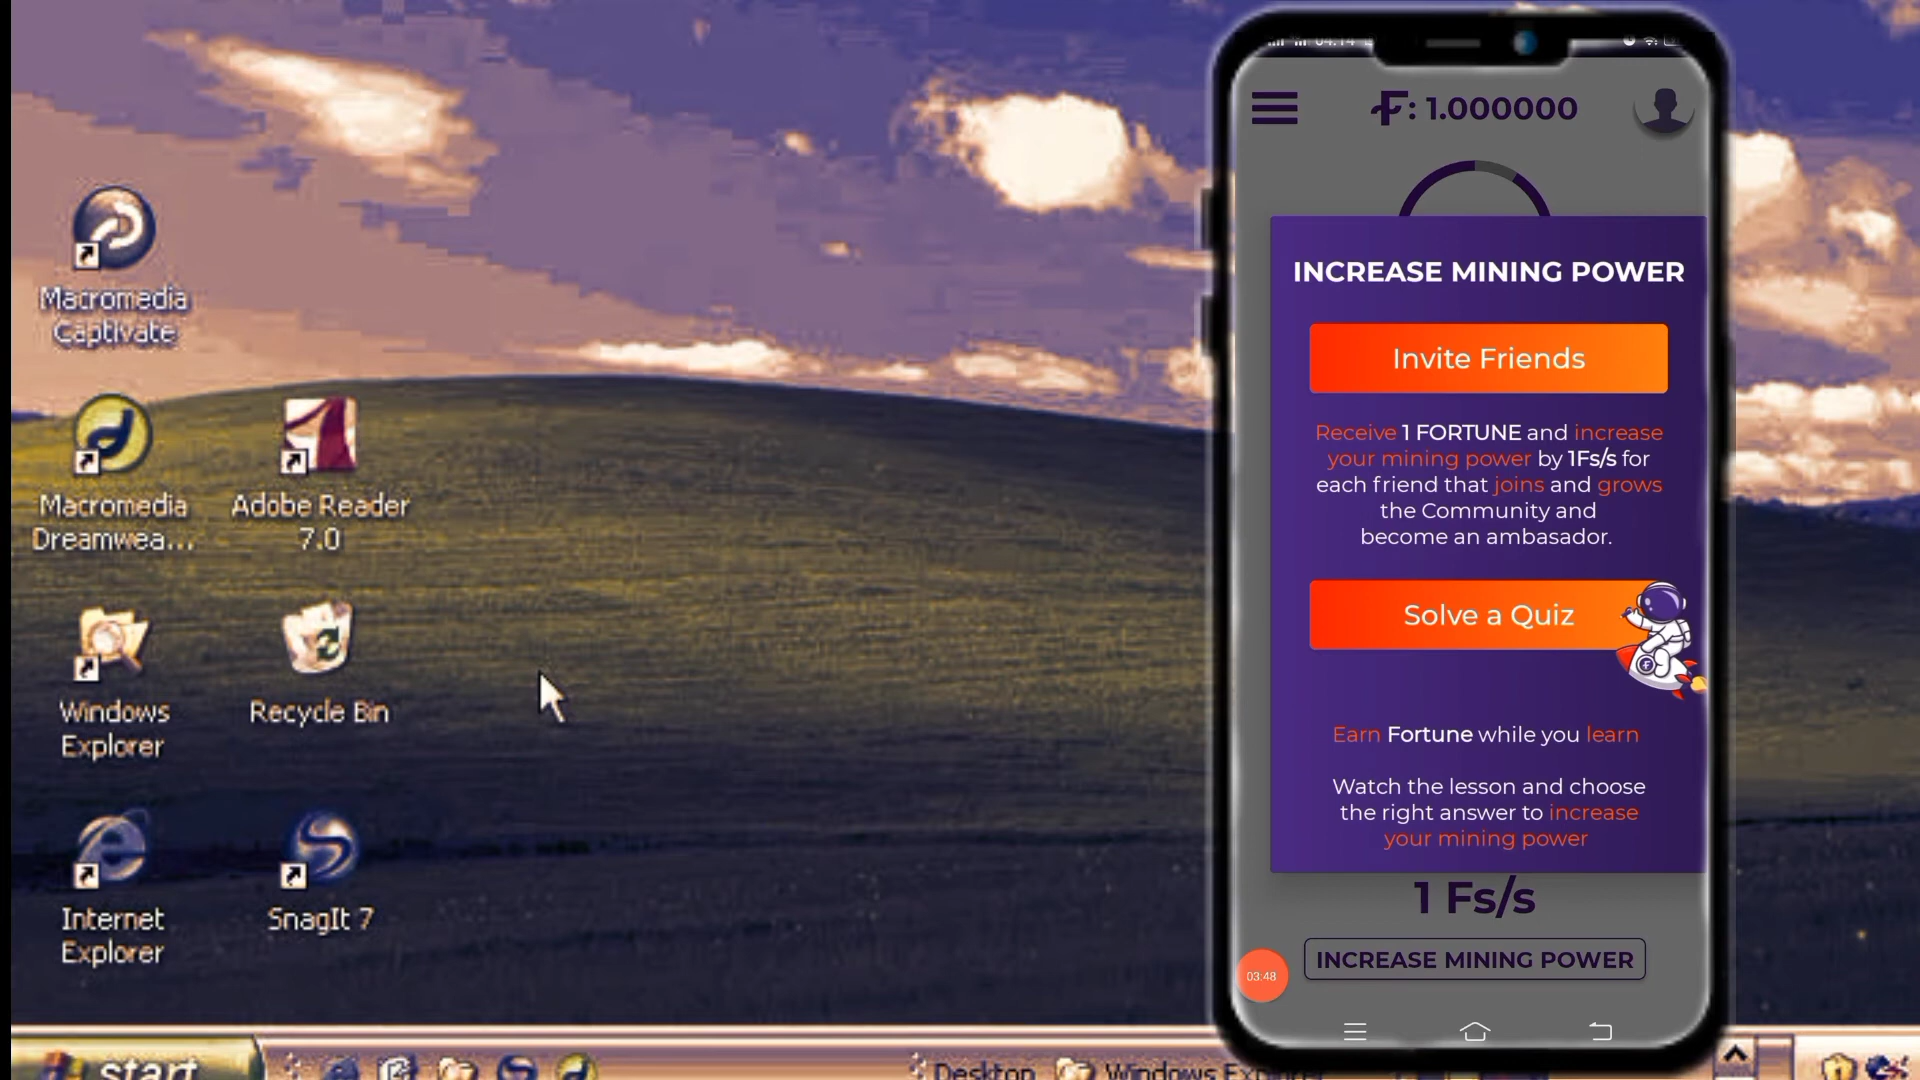 Macromedia
Captivate
Macromedia
Dreamwea...
Adobe Reader
7.0
Windows
Explorer
Recycle Bin
Internet
Explorer
SnagIt 7
start
Desktop
Windows
04:14
: 1.000000
INCREASE MINING POWER
Invite Friends
Receive 1 FORTUNE and increase
your mining power by 1Fs/s for
each friend that joins and grows
the Community and
become an ambasador.
Solve a Quiz
Earn Fortune while you learn
Watch the lesson and choose
the right answer to increase
your mining power
1 Fs/s
INCREASE MINING POWER
03:48